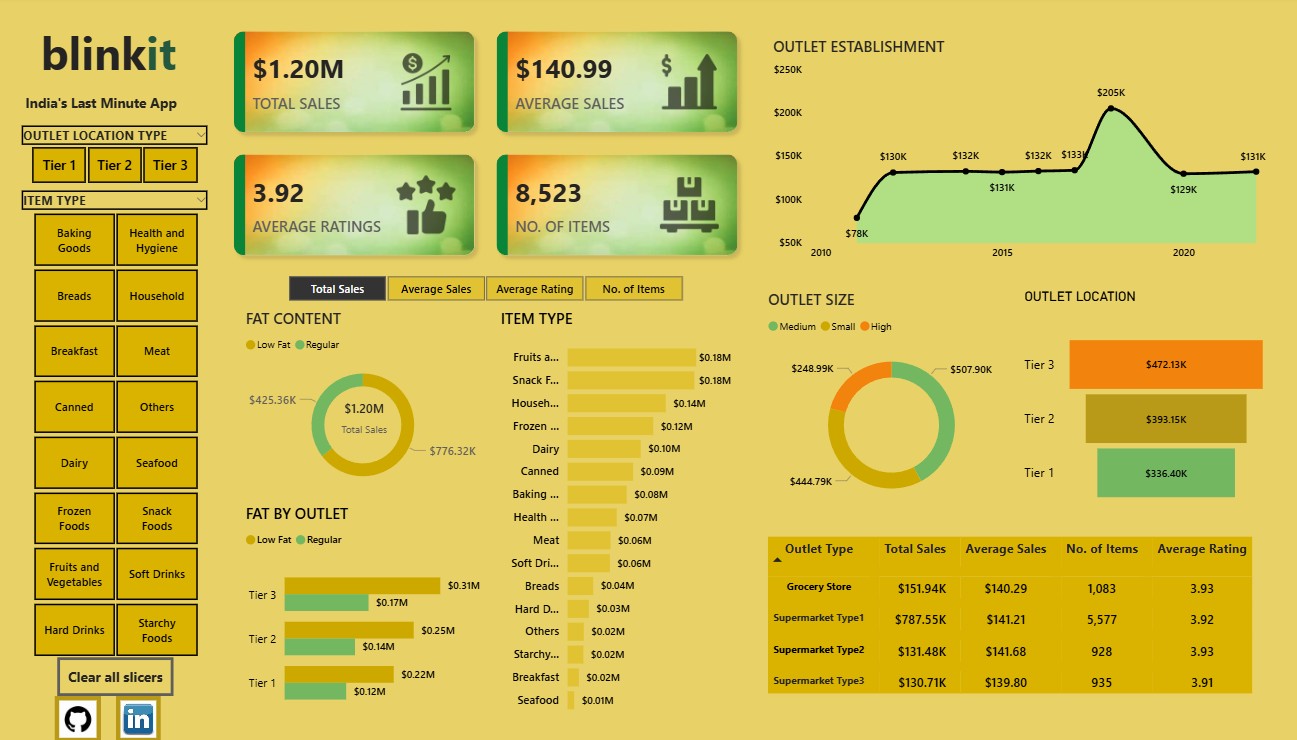 blinkit
India's Last Minute App
OUTLET LOCATION TYPE
Tier 1 Tier 2 Tier 3
ITEM TYPE
Baking Goods
Health and Hygiene
Breads
Household
Breakfast
Meat
Canned
Others
Dairy
Seafood
Frozen Foods
Snack Foods
Fruits and Vegetables
Soft Drinks
Hard Drinks
Starchy Foods
Clear all slicers
in
$1.20M
TOTAL SALES
$
$140.99
AVERAGE SALES
$
3.92
AVERAGE RATINGS
8,523
NO. OF ITEMS
Total Sales Average Sales Average Rating No. of Items
FAT CONTENT
Low Fat Regular
$425.36K
$1.20M
Total Sales
$776.32K
FAT BY OUTLET
Low Fat Regular
Tier 3 $0.31M
$0.17M
Tier 2 $0.25M
$0.14M
Tier 1 $0.22M
$0.12M
ITEM TYPE
Fruits a... $0.18M
Snack F... $0.18M
Househ... $0.14M
Frozen ... $0.12M
Dairy $0.10M
Canned $0.09M
Baking ... $0.08M
Health ... $0.07M
Meat $0.06M
Soft Dri... $0.06M
Breads $0.04M
Hard D... $0.03M
Others $0.02M
Starchy... $0.02M
Breakfast $0.02M
Seafood $0.01M
OUTLET ESTABLISHMENT
$250K
$200K
$150K
$100K
$50K
$78K
$130K
$132K
$131K
$132K
$133K
$205K
$129K
$131K
2010 2015 2020
OUTLET SIZE
Medium Small High
$248.99K
$507.90K
$444.79K
OUTLET LOCATION
Tier 3 $472.13K
Tier 2 $393.15K
Tier 1 $336.40K
Outlet Type Total Sales Average Sales No. of Items Average Rating
Grocery Store $151.94K $140.29 1,083 3.93
Supermarket Type1 $787.55K $141.21 5,577 3.92
Supermarket Type2 $131.48K $141.68 928 3.93
Supermarket Type3 $130.71K $139.80 935 3.91